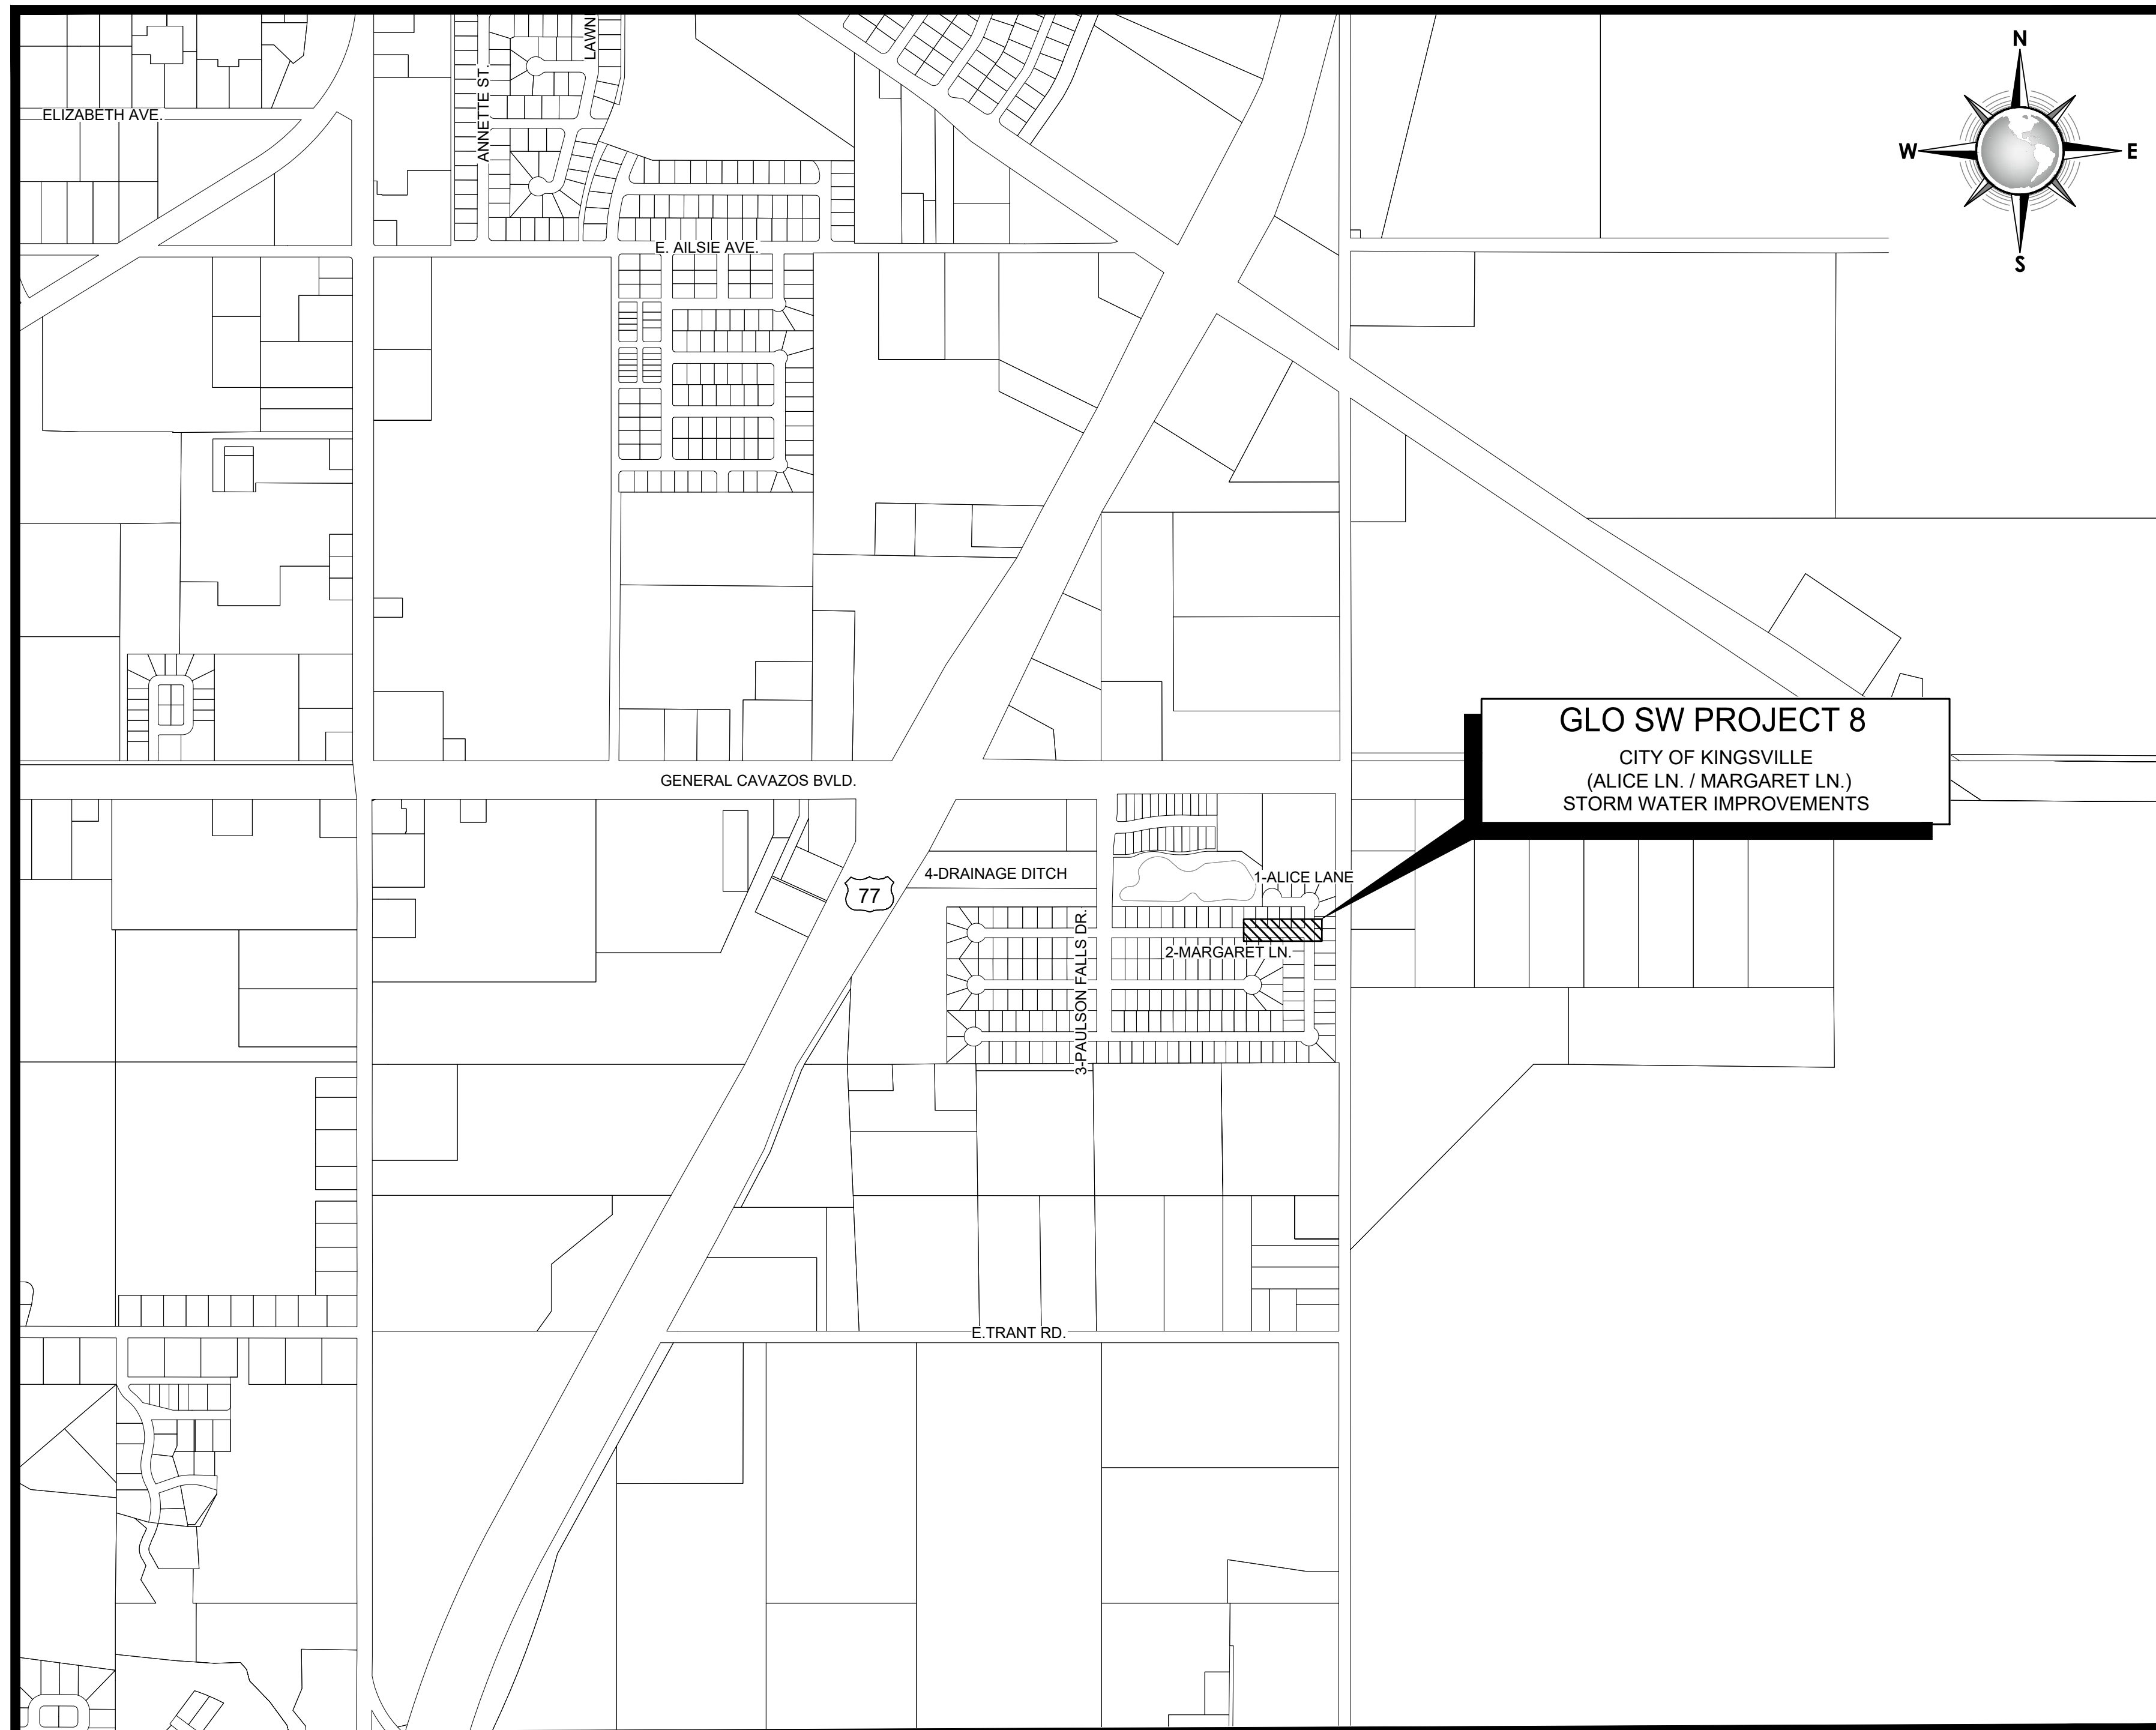 N
W
E
S
LAWN
ANNETTE ST.
ELIZABETH AVE.
E. AILSIE AVE.
GLO SW PROJECT 8
CITY OF KINGSVILLE
(ALICE LN. / MARGARET LN.)
STORM WATER IMPROVEMENTS
GENERAL CAVAZOS BVLD.
4-DRAINAGE DITCH
1-ALICE LANE
77
3-PAULSON FALLS DR.
2-MARGARET LN.
E.TRANT RD.